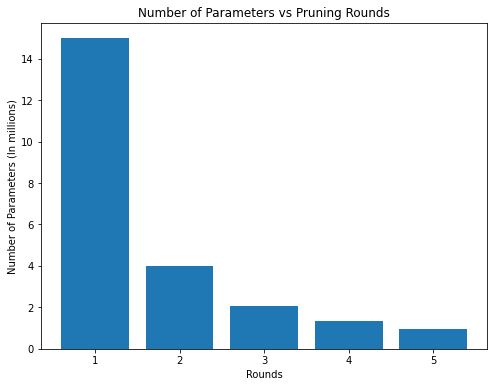 Number of Parameters vs Pruning Rounds
Number of Parameters (In millions)
14
12
10
8
6
4
2
0
1 2 3 4 5
Rounds